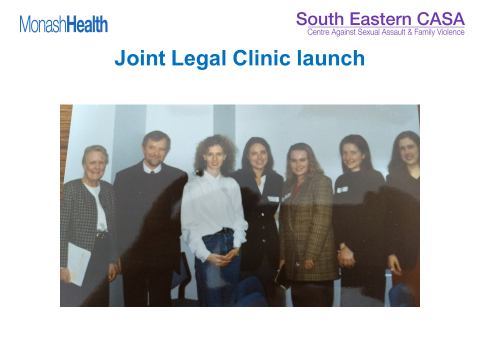 MonashHealth
South Eastern CASA
Centre Against Sexual Assault & Family Violence
Joint Legal Clinic launch